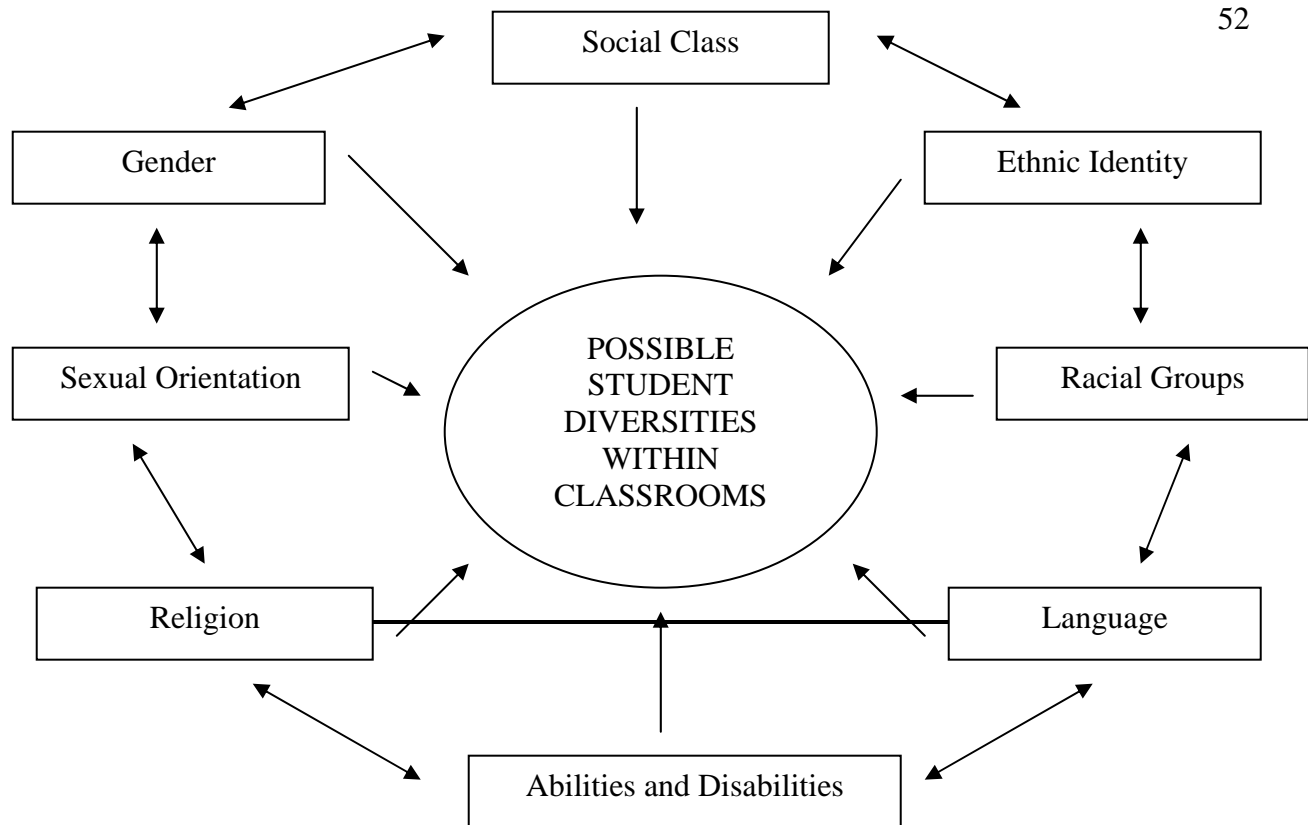 52
Social Class
Gender
Ethnic Identity
POSSIBLE
STUDENT
DIVERSITIES
WITHIN
CLASSROOMS
Sexual Orientation
Racial Groups
Religion
Language
Abilities and Disabilities